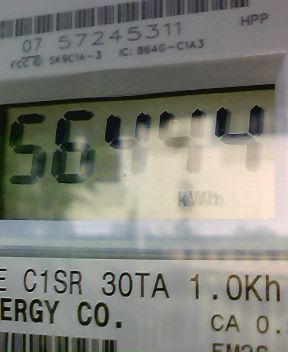 HPP
07 57245311
FCC ID: SK9C1A-3 IC: 864G-C1A3
56444
kWh
E C1SR 30TA 1.0Kh
ERGY CO.
CA 0.
EM2S